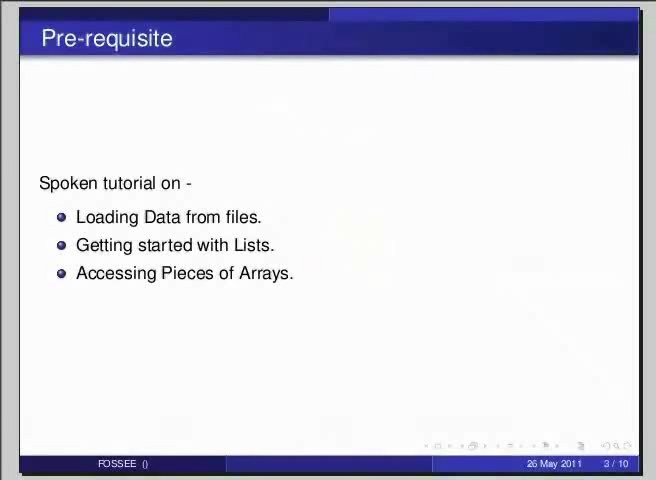 Pre-requisite
Spoken tutorial on -
Loading Data from files.
Getting started with Lists.
Accessing Pieces of Arrays.
FOSSEE ()
26 May 2011
3 / 10